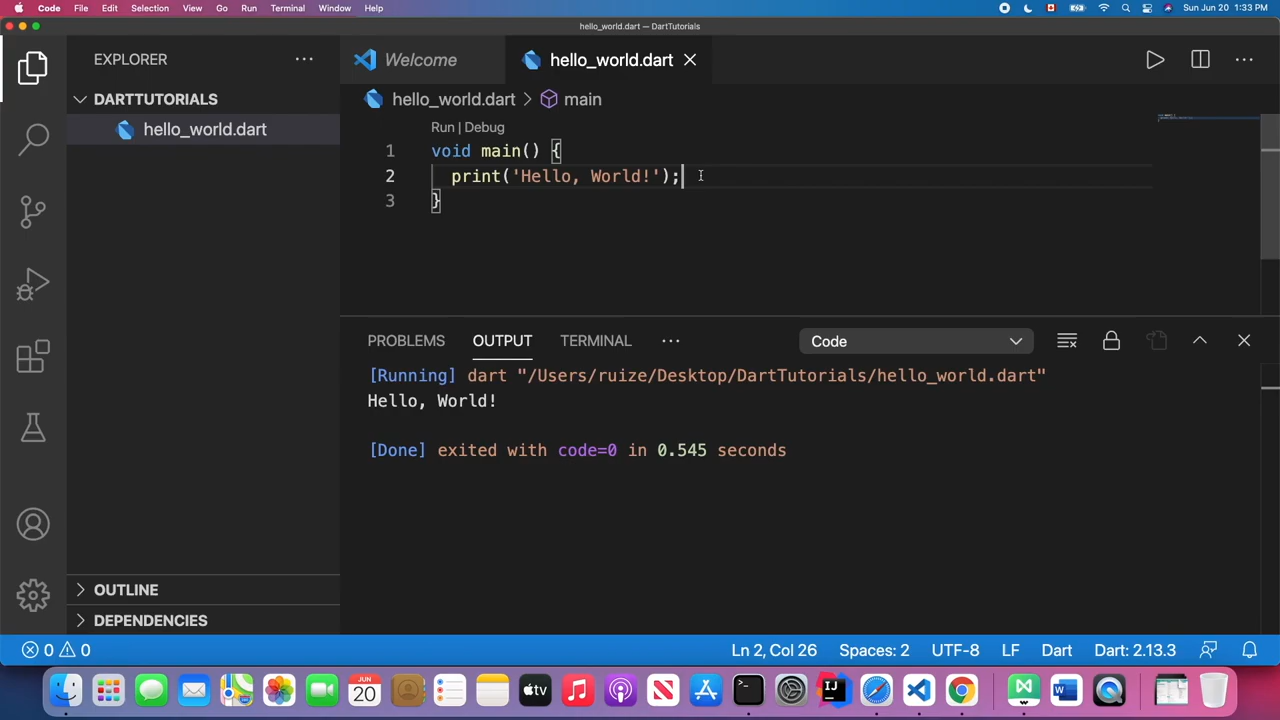 Code File Edit Selection View Go Run Terminal Window Help Sun Jun 20 1:33 PM
hello_world.dart — DartTutorials
EXPLORER
DARTTUTORIALS
hello_world.dart
OUTLINE
DEPENDENCIES
Welcome hello_world.dart
hello_world.dart > main
Run | Debug
1 void main() {
2 print('Hello, World!');
3 }
PROBLEMS OUTPUT TERMINAL Code
[Running] dart "/Users/ruize/Desktop/DartTutorials/hello_world.dart"
Hello, World!
[Done] exited with code=0 in 0.545 seconds
0 0 Ln 2, Col 26 Spaces: 2 UTF-8 LF Dart Dart: 2.13.3
JUN
20
tv
IJ
W